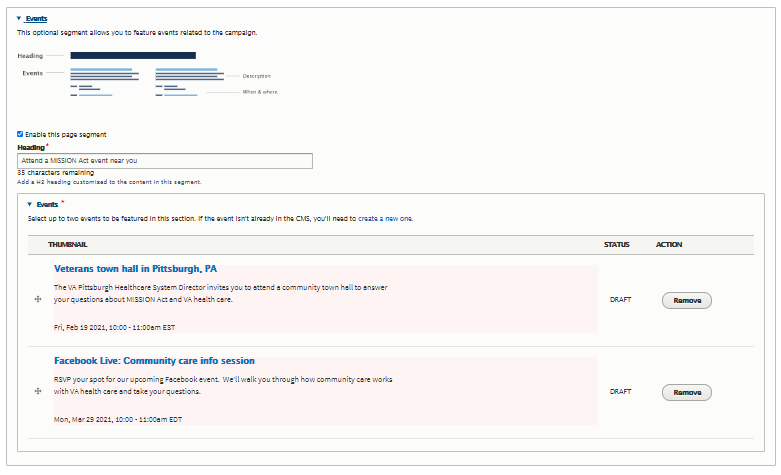 Events
This optional segment allows you to feature events related to the campaign.
Heading
Events
Description
When & where
Enable this page segment
Heading*
Attend a MISSION Act event near you
85 characters remaining
Add a H2 heading customized to the content in this segment.
Events *
Select up to two events to be featured in this section. If the event isn't already in the CMS, you'll need to create a new one.
THUMBNAIL STATUS ACTION
Veterans town hall in Pittsburgh, PA
The VA Pittsburgh Healthcare System Director invites you to attend a community town hall to answer
your questions about MISSION Act and VA health care.
DRAFT Remove
Fri, Feb 19 2021, 10:00 - 11:00am EST
Facebook Live: Community care info session
RSVP your spot for our upcoming Facebook event. We'll walk you through how community care works
with VA health care and take your questions.
DRAFT Remove
Mon, Mar 29 2021, 10:00 - 11:00am EDT